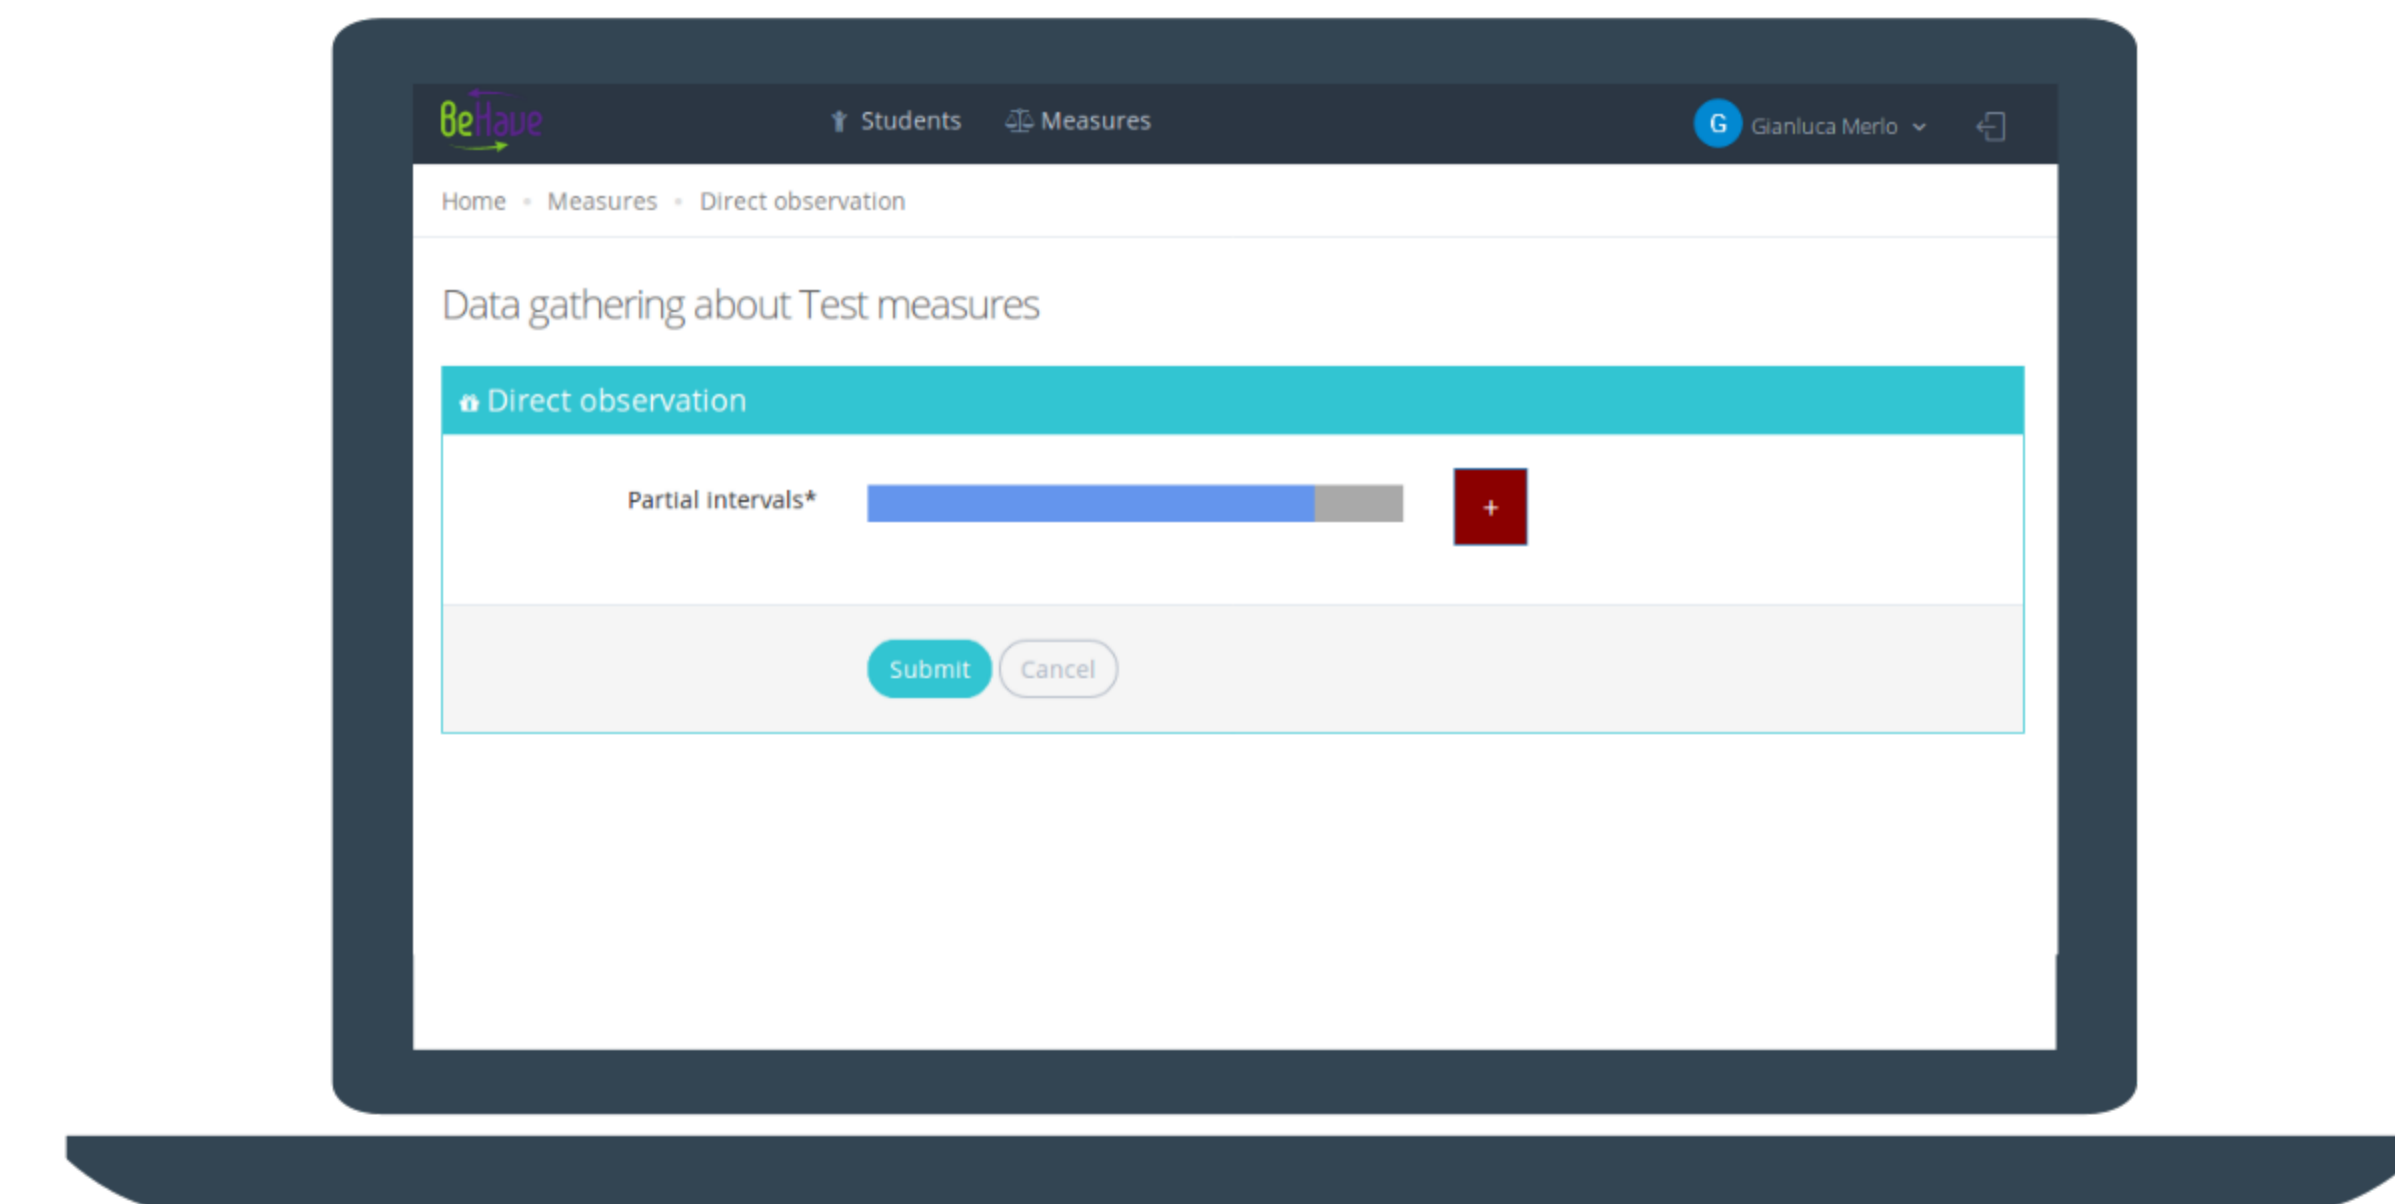 BeHave
Students Measures
G Gianluca Merlo
Home • Measures • Direct observation
Data gathering about Test measures
Direct observation
Partial intervals*
+
Submit Cancel